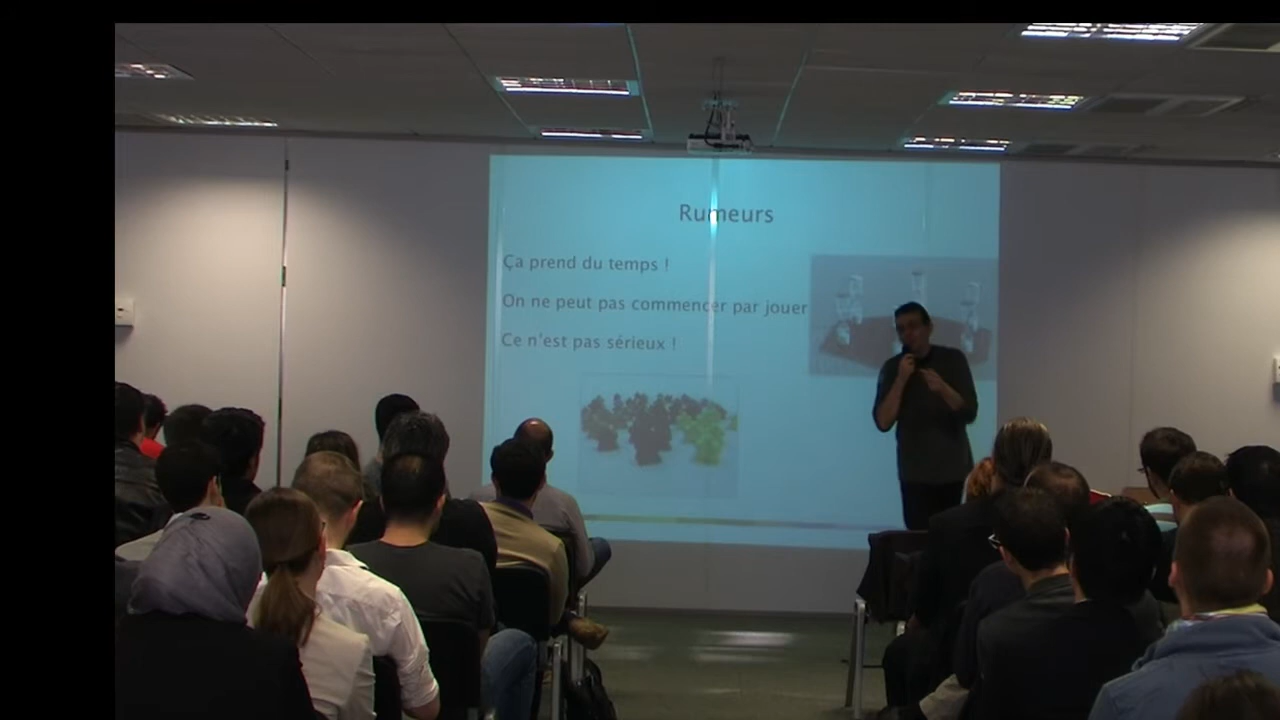 Rumeurs
Ça prend du temps !
On ne peut pas commencer par jouer
Ce n'est pas sérieux !